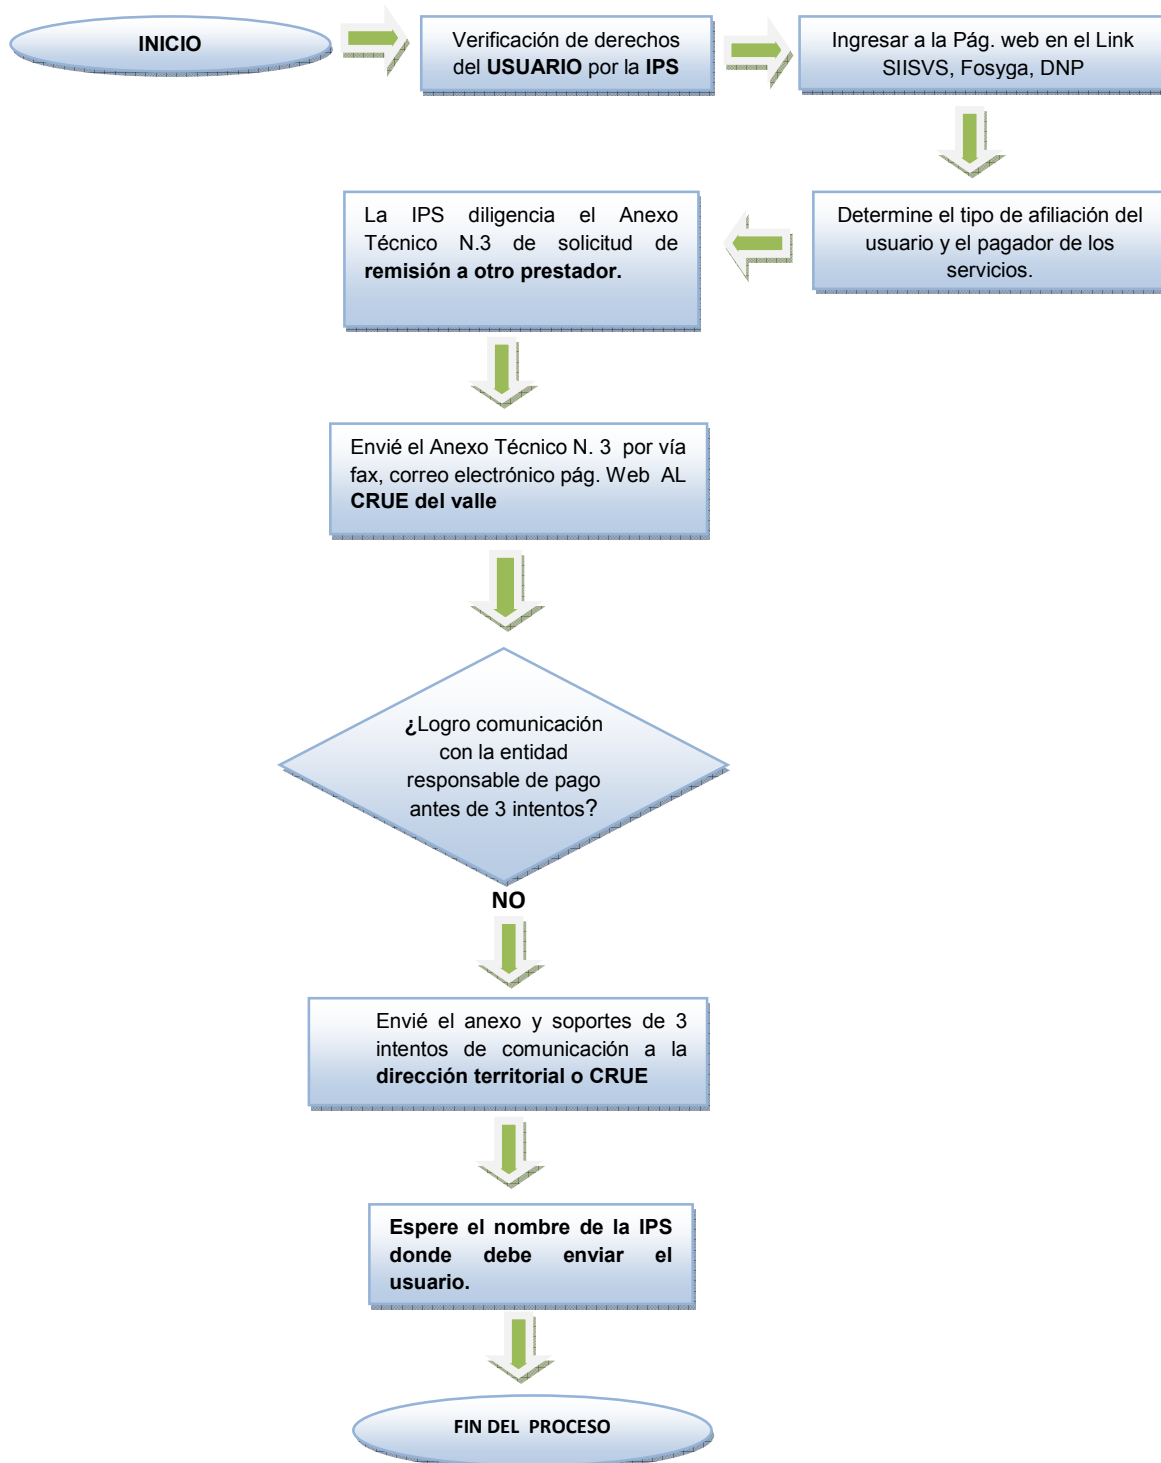 INICIO
Verificación de derechos
del USUARIO por la IPS
Ingresar a la Pág. web en el Link
SIISVS, Fosyga, DNP
Determine el tipo de afiliación del
usuario y el pagador de los
servicios.
La IPS diligencia el Anexo
Técnico N.3 de solicitud de
remisión a otro prestador.
Envié el Anexo Técnico N. 3 por vía
fax, correo electrónico pág. Web AL
CRUE del valle
¿Logro comunicación
con la entidad
responsable de pago
antes de 3 intentos?
NO
Envié el anexo y soportes de 3
intentos de comunicación a la
dirección territorial o CRUE
Espere el nombre de la IPS
donde debe enviar el
usuario.
FIN DEL PROCESO